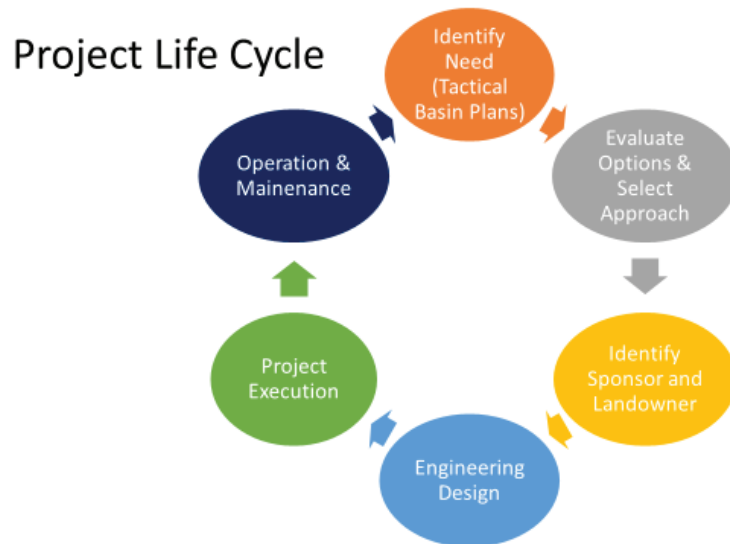 Project Life Cycle
Identify
Need
(Tactical
Basin Plans)
Evaluate
Options &
Select
Approach
Identify
Sponsor and
Landowner
Engineering
Design
Project
Execution
Operation &
Mainenance